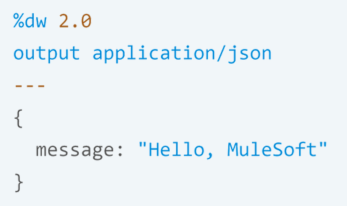 %dw 2.0
output application/json
---
{
  message: "Hello, MuleSoft"
}